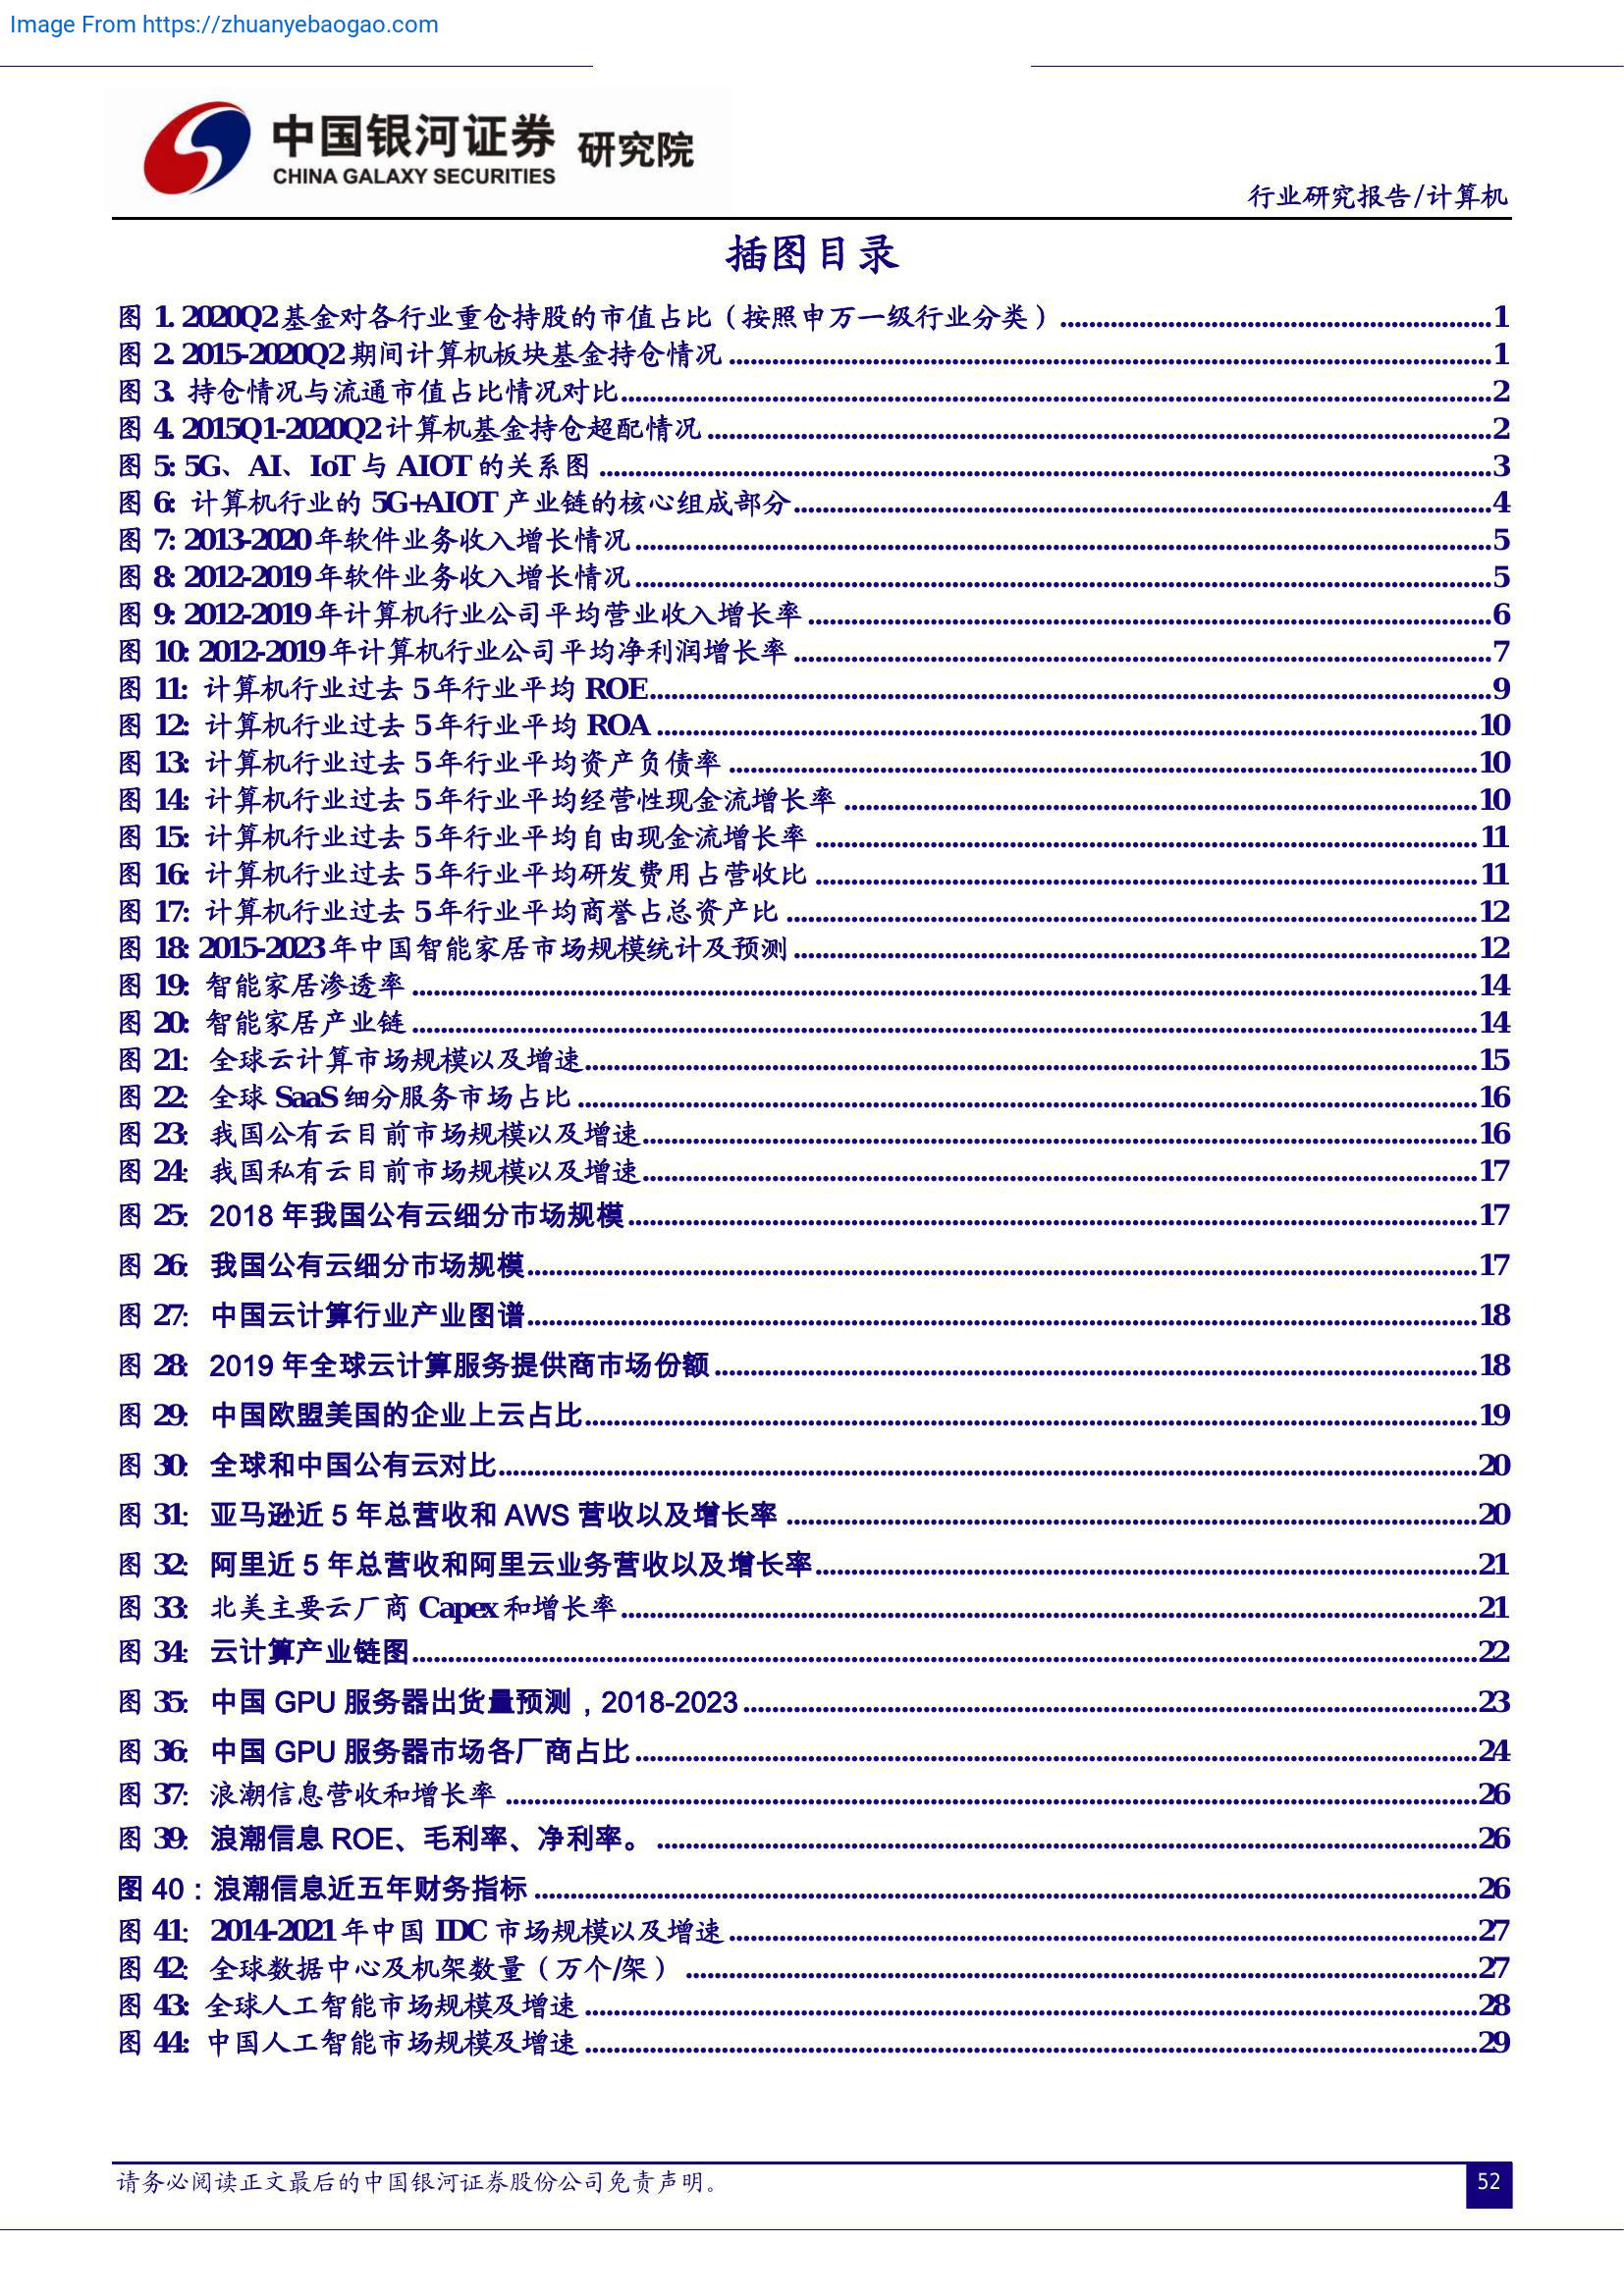 Image From https://zhuanyebaogao.com
中国银河证券 研究院
CHINA GALAXY SECURITIES
行业研究报告/计算机
插图目录
图 1. 2020Q2 基金对各行业重仓持股的市值占比（按照申万一级行业分类）1
图 2. 2015-2020Q2 期间计算机板块基金持仓情况 1
图 3. 持仓情况与流通市值占比情况对比 2
图 4. 2015Q1-2020Q2 计算机基金持仓超配情况 2
图 5: 5G、AI、IoT 与 AIOT 的关系图 3
图 6: 计算机行业的 5G+AIOT 产业链的核心组成部分 4
图 7: 2013-2020 年软件业务收入增长情况 5
图 8: 2012-2019 年软件业务收入增长情况 5
图 9: 2012-2019 年计算机行业公司平均营业收入增长率 6
图 10: 2012-2019 年计算机行业公司平均净利润增长率 7
图 11: 计算机行业过去 5 年行业平均 ROE 9
图 12: 计算机行业过去 5 年行业平均 ROA 10
图 13: 计算机行业过去 5 年行业平均资产负债率 10
图 14: 计算机行业过去 5 年行业平均经营性现金流增长率 10
图 15: 计算机行业过去 5 年行业平均自由现金流增长率 11
图 16: 计算机行业过去 5 年行业平均研发费用占营收比 11
图 17: 计算机行业过去 5 年行业平均商誉占总资产比 12
图 18: 2015-2023 年中国智能家居市场规模统计及预测 12
图 19: 智能家居渗透率 14
图 20: 智能家居产业链 14
图 21: 全球云计算市场规模以及增速 15
图 22: 全球 SaaS 细分服务市场占比 16
图 23: 我国公有云目前市场规模以及增速 16
图 24: 我国私有云目前市场规模以及增速 17
图 25: 2018 年我国公有云细分市场规模 17
图 26: 我国公有云细分市场规模 17
图 27: 中国云计算行业产业图谱 18
图 28: 2019 年全球云计算服务提供商市场份额 18
图 29: 中国欧盟美国的企业上云占比 19
图 30: 全球和中国公有云对比 20
图 31: 亚马逊近 5 年总营收和 AWS 营收以及增长率 20
图 32: 阿里近 5 年总营收和阿里云业务营收以及增长率 21
图 33: 北美主要云厂商 Capex 和增长率 21
图 34: 云计算产业链图 22
图 35: 中国 GPU 服务器出货量预测，2018-2023 23
图 36: 中国 GPU 服务器市场各厂商占比 24
图 37: 浪潮信息营收和增长率 26
图 39: 浪潮信息 ROE、毛利率、净利率。 26
图 40：浪潮信息近五年财务指标 26
图 41: 2014-2021 年中国 IDC 市场规模以及增速 27
图 42: 全球数据中心及机架数量（万个/架） 27
图 43: 全球人工智能市场规模及增速 28
图 44: 中国人工智能市场规模及增速 29
请务必阅读正文最后的中国银河证券股份公司免责声明。
52